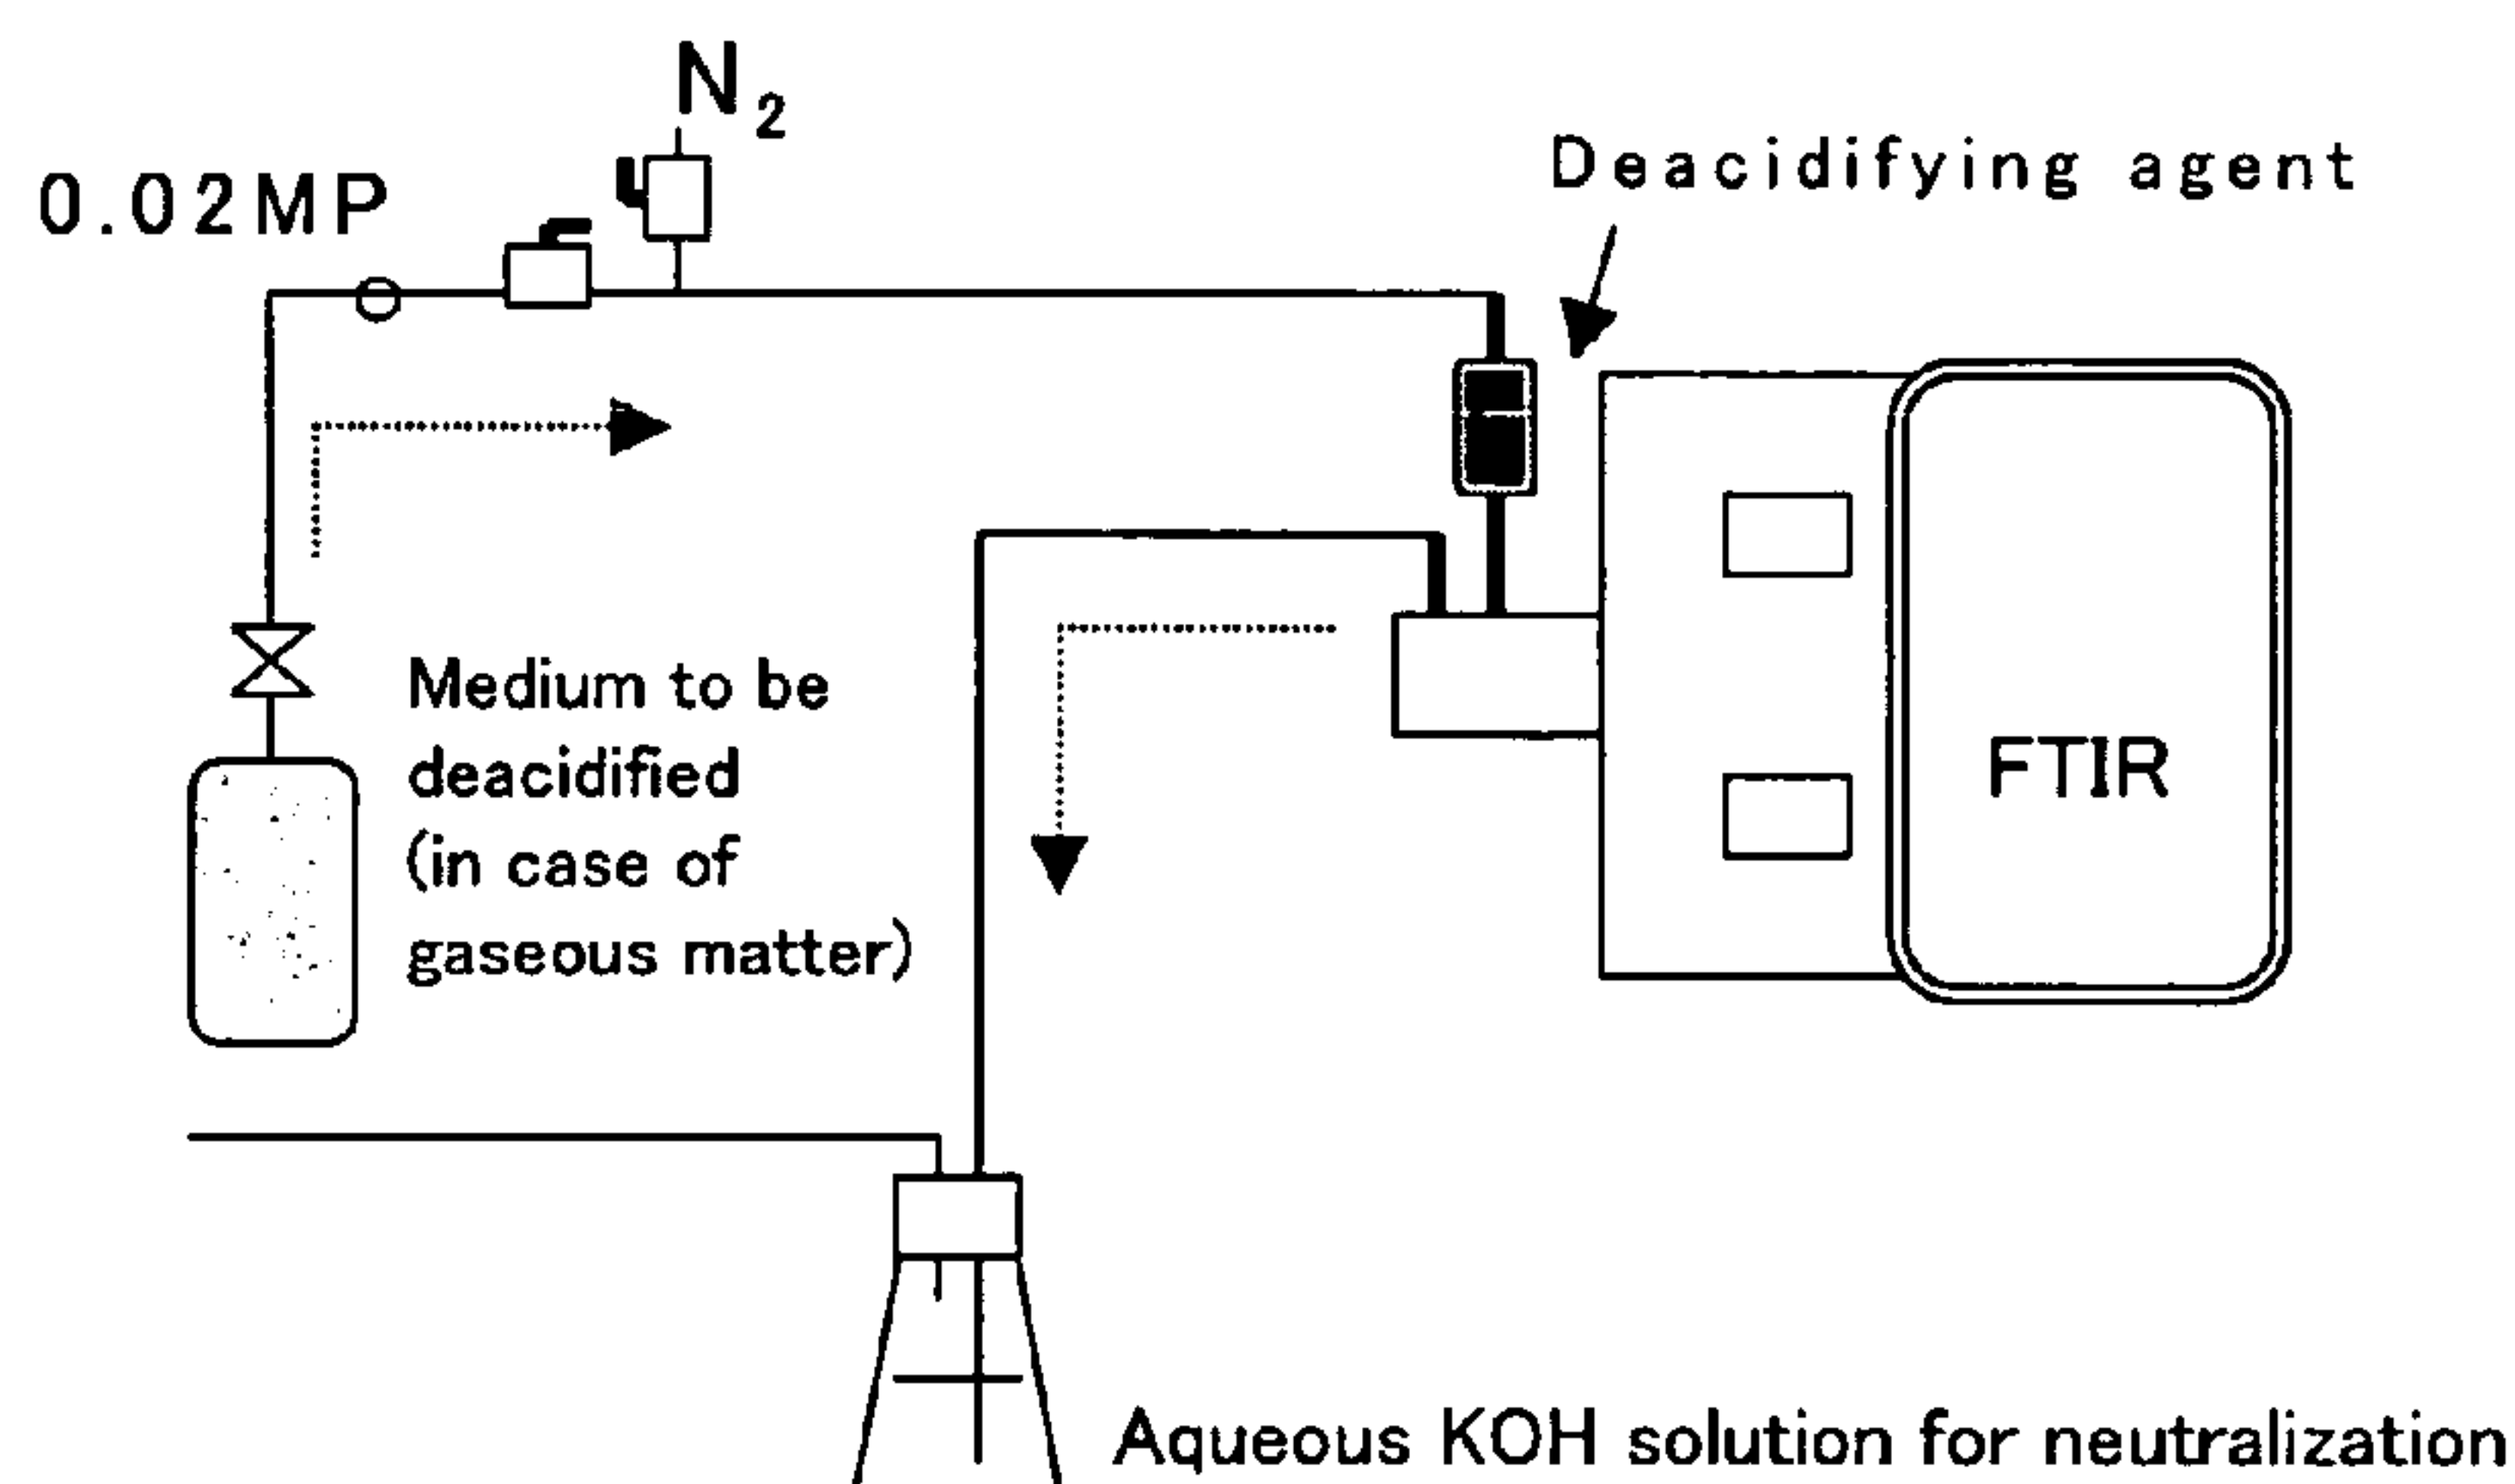 N2
0.02MP
Deacidifying agent
Medium to be
deacidified
(in case of
gaseous matter)
FTIR
Aqueous KOH solution for neutralization